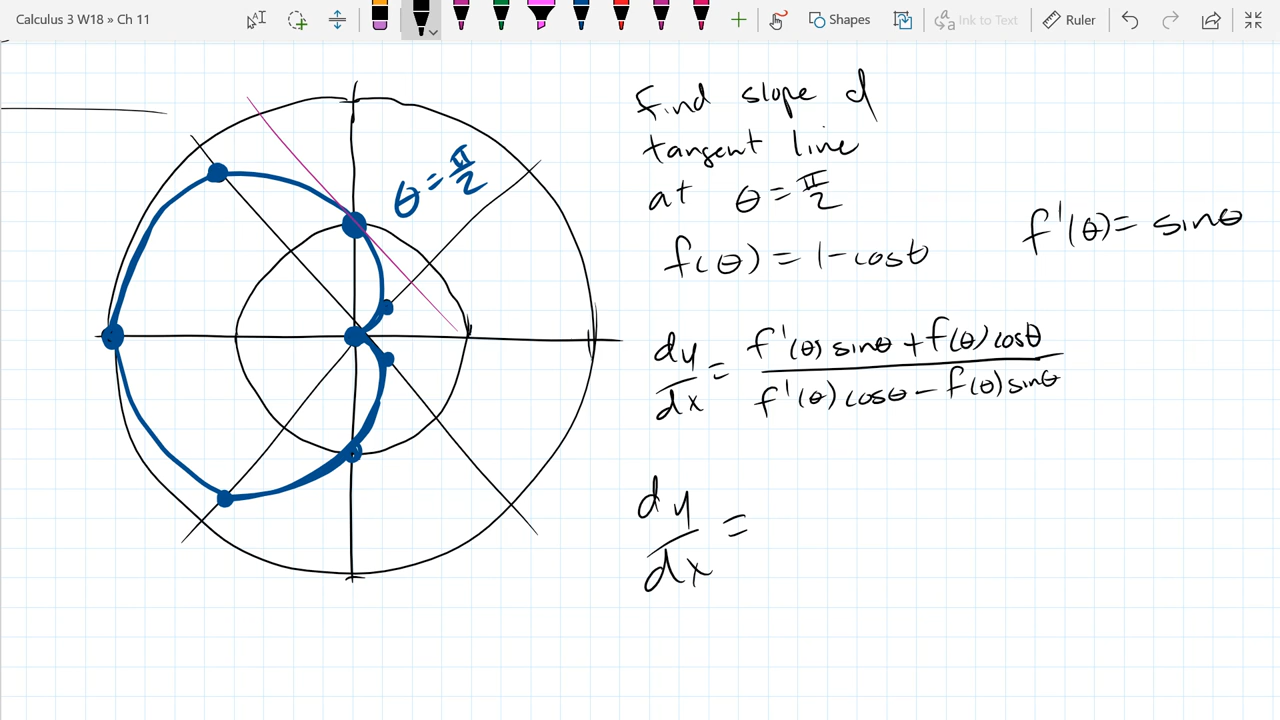 Calculus 3 W18 » Ch 11
Shapes
Ink to Text
Ruler
θ = π/2
find slope of
tangent line
at θ = π/2
f(θ) = 1 - cosθ
f'(θ) = sinθ
dy/dx = (f'(θ) sinθ + f(θ) cosθ)/(f'(θ) cosθ - f(θ) sinθ)
dy/dx =